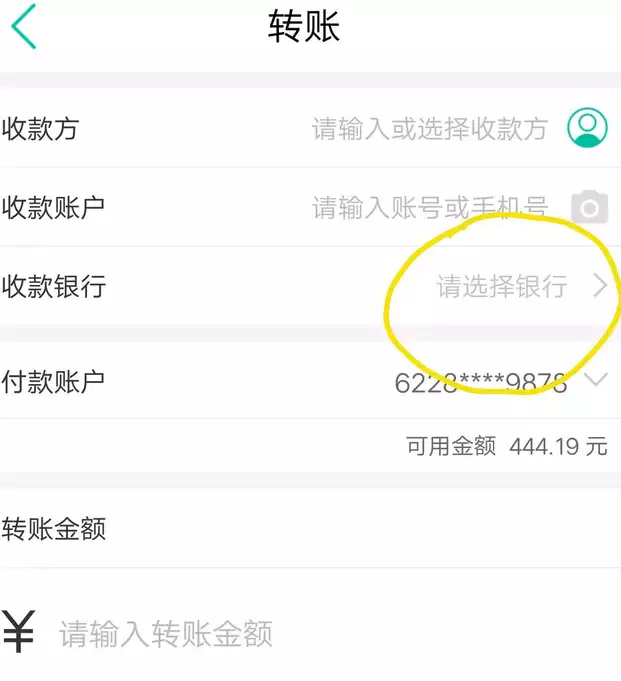 转账
收款方 请输入或选择收款方
收款账户 请输入账号或手机号
收款银行 请选择银行
付款账户 6228****9878
可用金额 444.19 元
转账金额
¥ 请输入转账金额